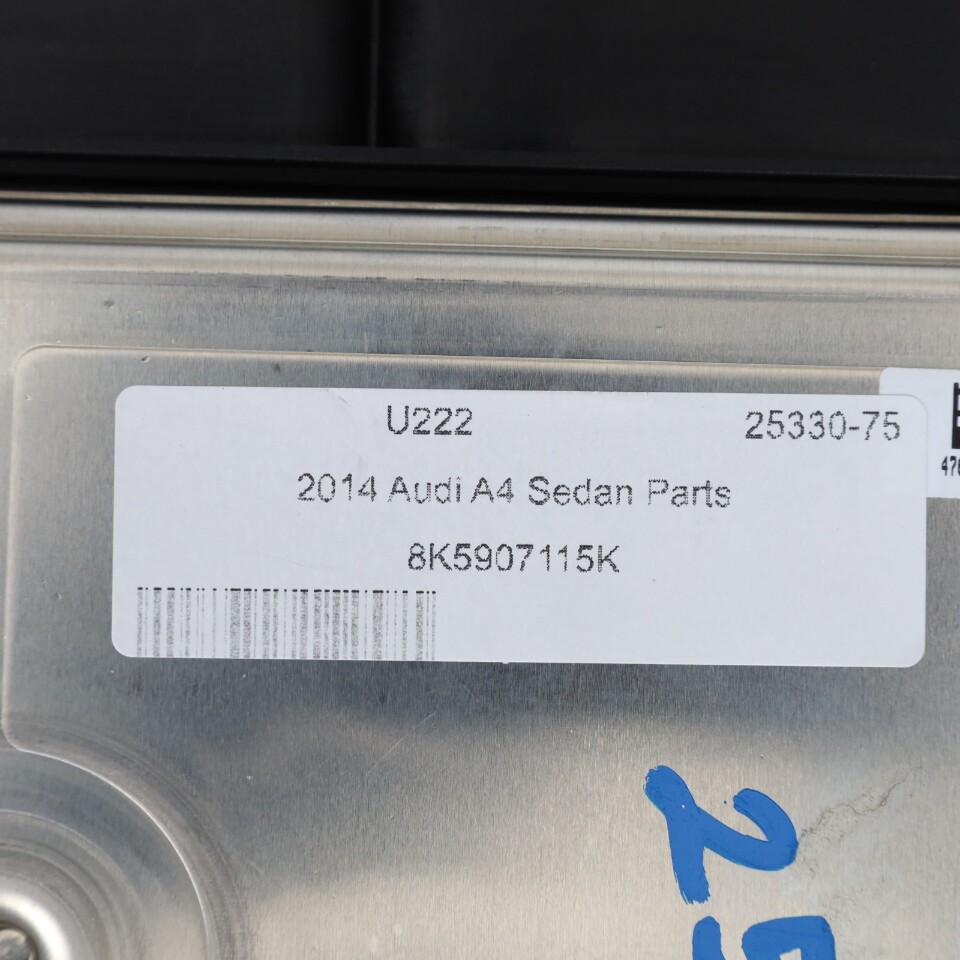 U222 25330-75
2014 Audi A4 Sedan Parts
8K5907115K